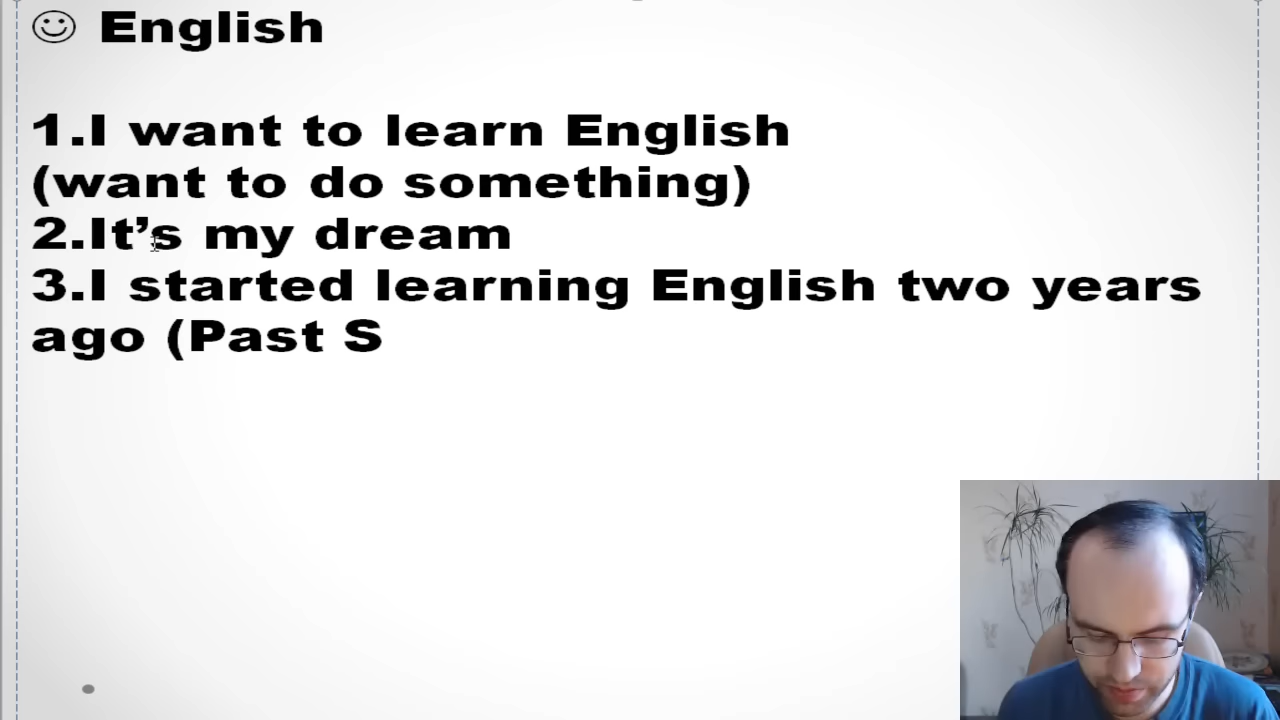 ☺ English
1.I want to learn English
(want to do something)
2.It’s my dream
3.I started learning English two years
ago (Past S